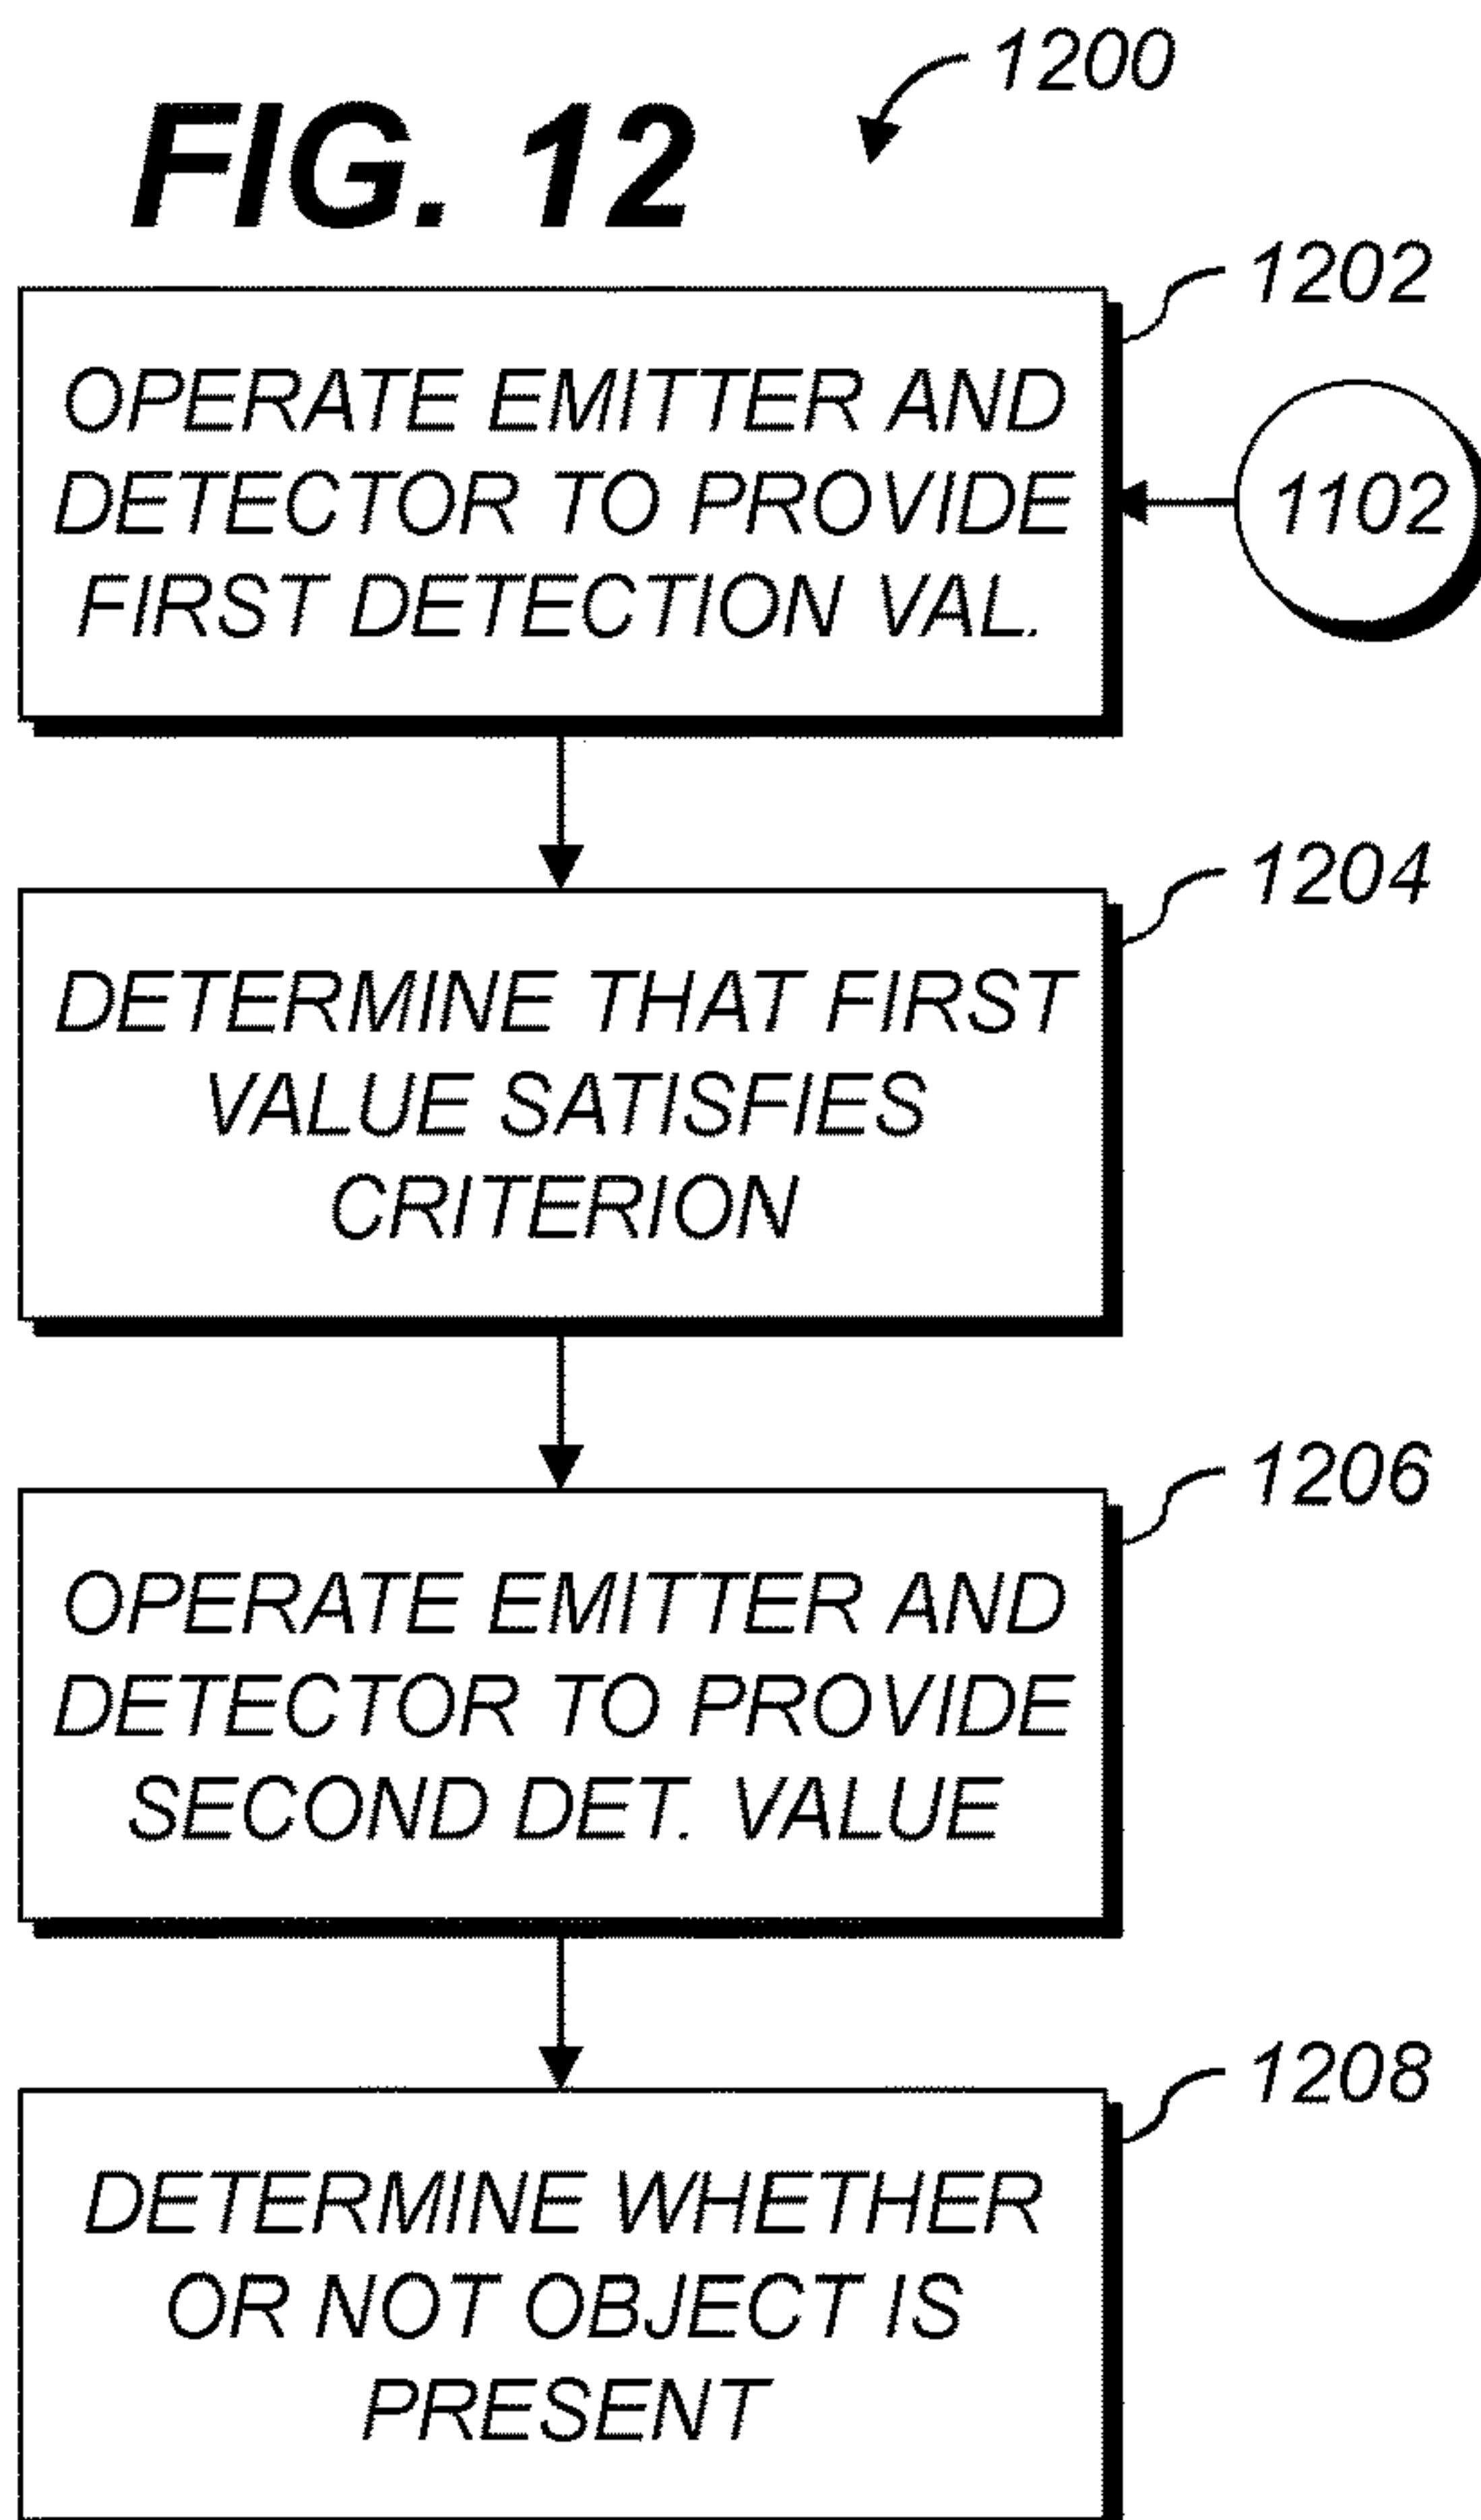 1200
FIG. 12
1202
OPERATE EMITTER AND
DETECTOR TO PROVIDE
FIRST DETECTION VAL.
1102
1204
DETERMINE THAT FIRST
VALUE SATISFIES
CRITERION
1206
OPERATE EMITTER AND
DETECTOR TO PROVIDE
SECOND DET. VALUE
1208
DETERMINE WHETHER
OR NOT OBJECT IS
PRESENT